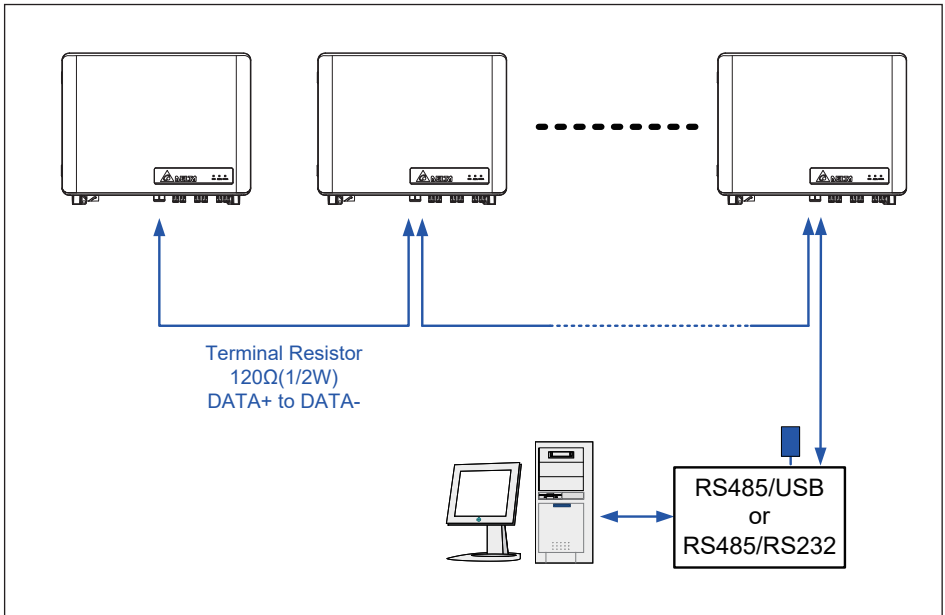 Terminal Resistor
120Ω(1/2W)
DATA+ to DATA-
RS485/USB
or
RS485/RS232